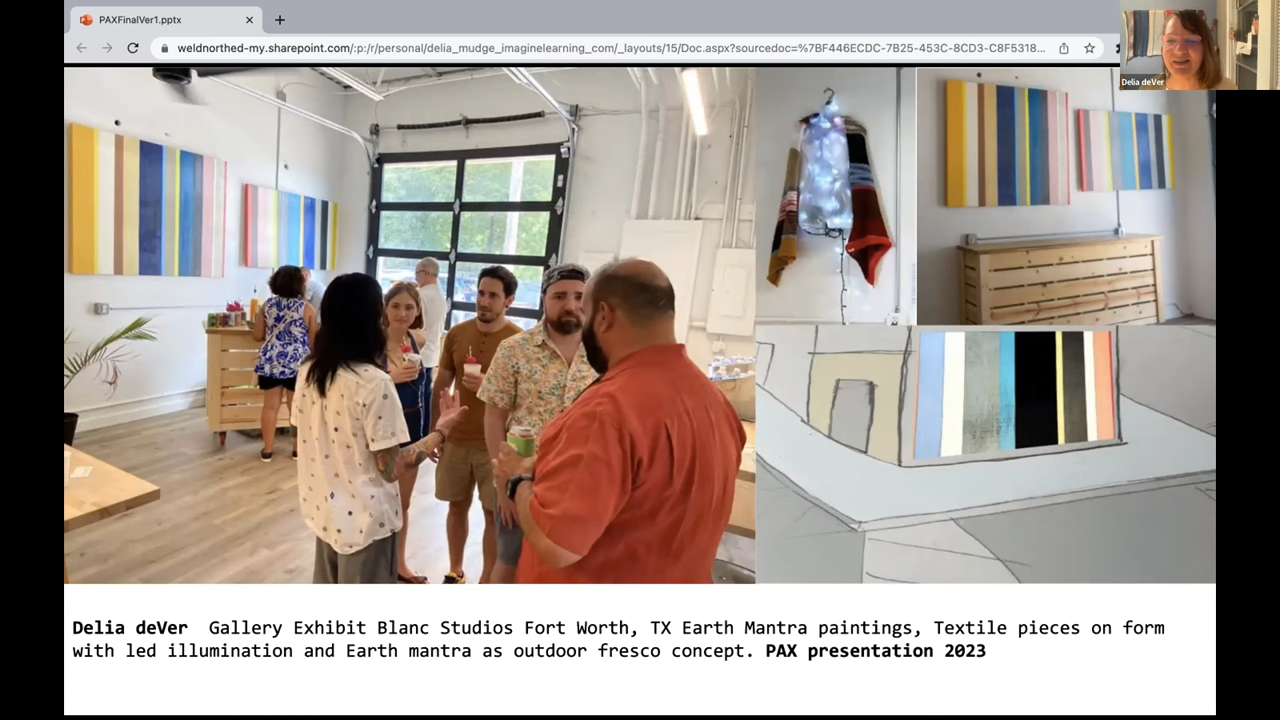 PAXFinalVer1.pptx
weldnorthed-my.sharepoint.com/:p:/r/personal/delia_mudge_imaginelearning_com/_layouts/15/Doc.aspx?sourcedoc=%7BF446ECDC-7B25-453C-8CD3-C8F5318...
Delia deVer
Delia deVer Gallery Exhibit Blanc Studios Fort Worth, TX Earth Mantra paintings, Textile pieces on form
with led illumination and Earth mantra as outdoor fresco concept. PAX presentation 2023